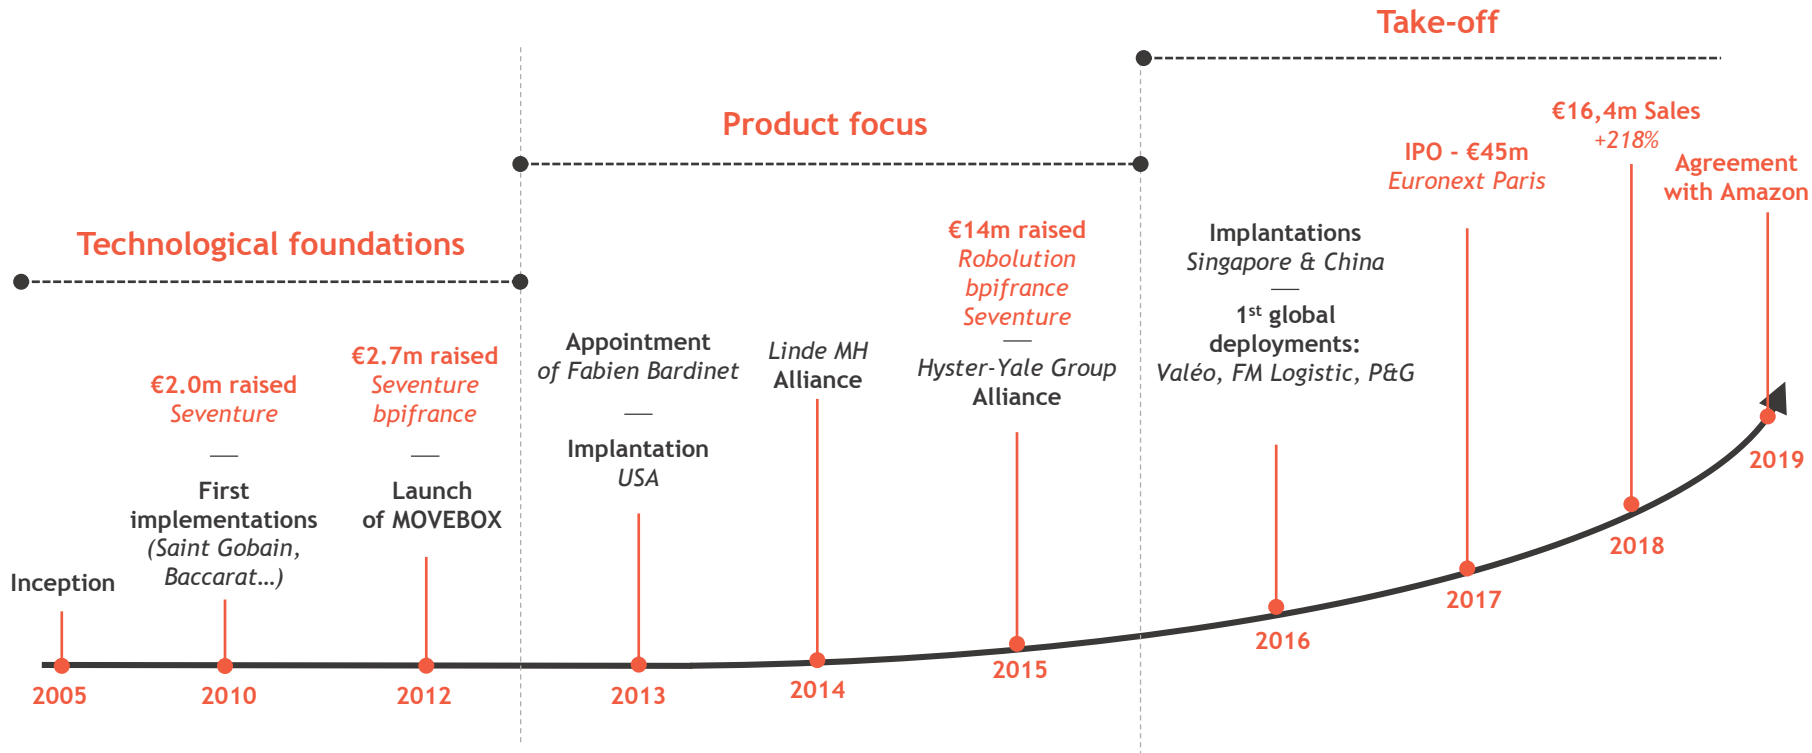 Take-off
Product focus
Technological foundations
Inception
2005
€2.0m raised
Seventure
First
implementations
(Saint Gobain,
Baccarat…)
2010
€2.7m raised
Seventure
bpifrance
Launch
of MOVEBOX
2012
Appointment
of Fabien Bardinet
Implantation
USA
2013
Linde MH
Alliance
2014
€14m raised
Robolution
bpifrance
Seventure
Hyster-Yale Group
Alliance
2015
Implantations
Singapore & China
1st global
deployments:
Valéo, FM Logistic, P&G
2016
IPO - €45m
Euronext Paris
2017
€16,4m Sales
+218%
2018
Agreement
with Amazon
2019